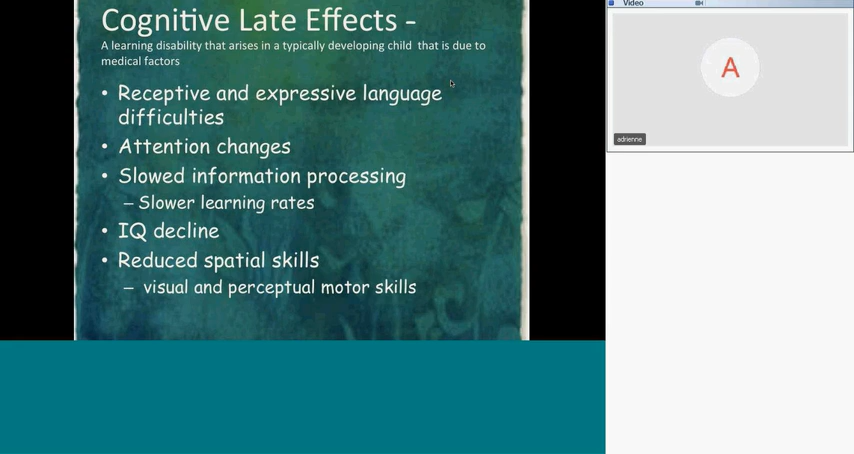 Cognitive Late Effects -
A learning disability that arises in a typically developing child  that is due to
medical factors
• Receptive and expressive language
difficulties
• Attention changes
• Slowed information processing
– Slower learning rates
• IQ decline
• Reduced spatial skills
– visual and perceptual motor skills
Video
A
adrienne